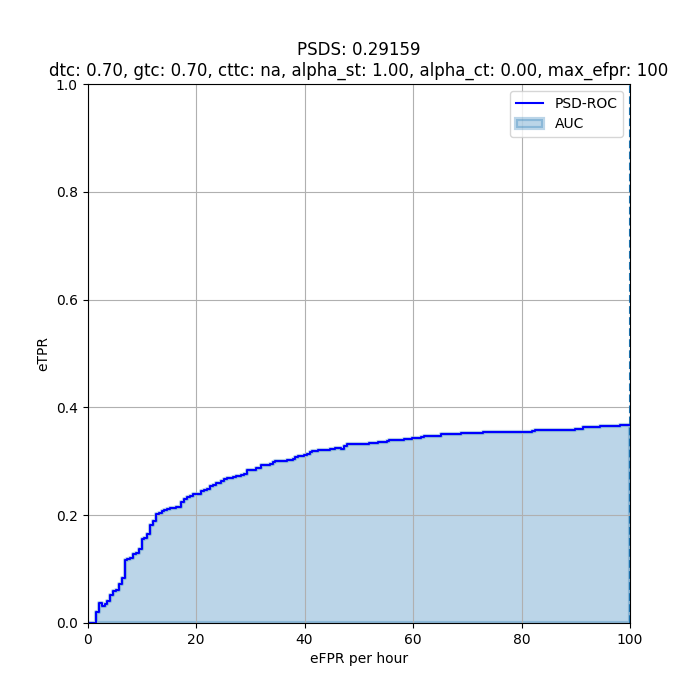 PSDS: 0.29159
dtc: 0.70, gtc: 0.70, cttc: na, alpha_st: 1.00, alpha_ct: 0.00, max_efpr: 100
PSD-ROC
AUC
1.0
0.8
0.6
0.4
0.2
0.0
eTPR
0
20
40
60
80
100
eFPR per hour